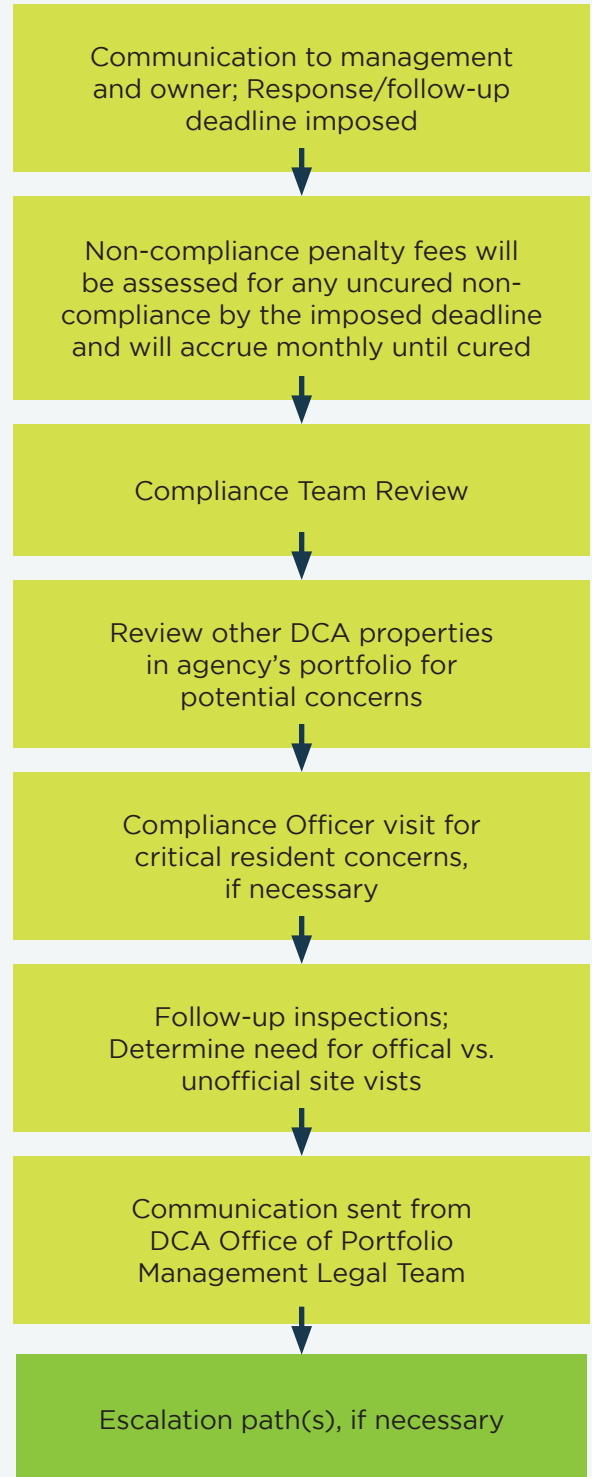 Communication to management
and owner; Response/follow-up
deadline imposed
Non-compliance penalty fees will
be assessed for any uncured non-
compliance by the imposed deadline
and will accrue monthly until cured
Compliance Team Review
Review other DCA properties
in agency’s portfolio for
potential concerns
Compliance Officer visit for
critical resident concerns,
if necessary
Follow-up inspections;
Determine need for offical vs.
unofficial site vists
Communication sent from
DCA Office of Portfolio
Management Legal Team
Escalation path(s), if necessary